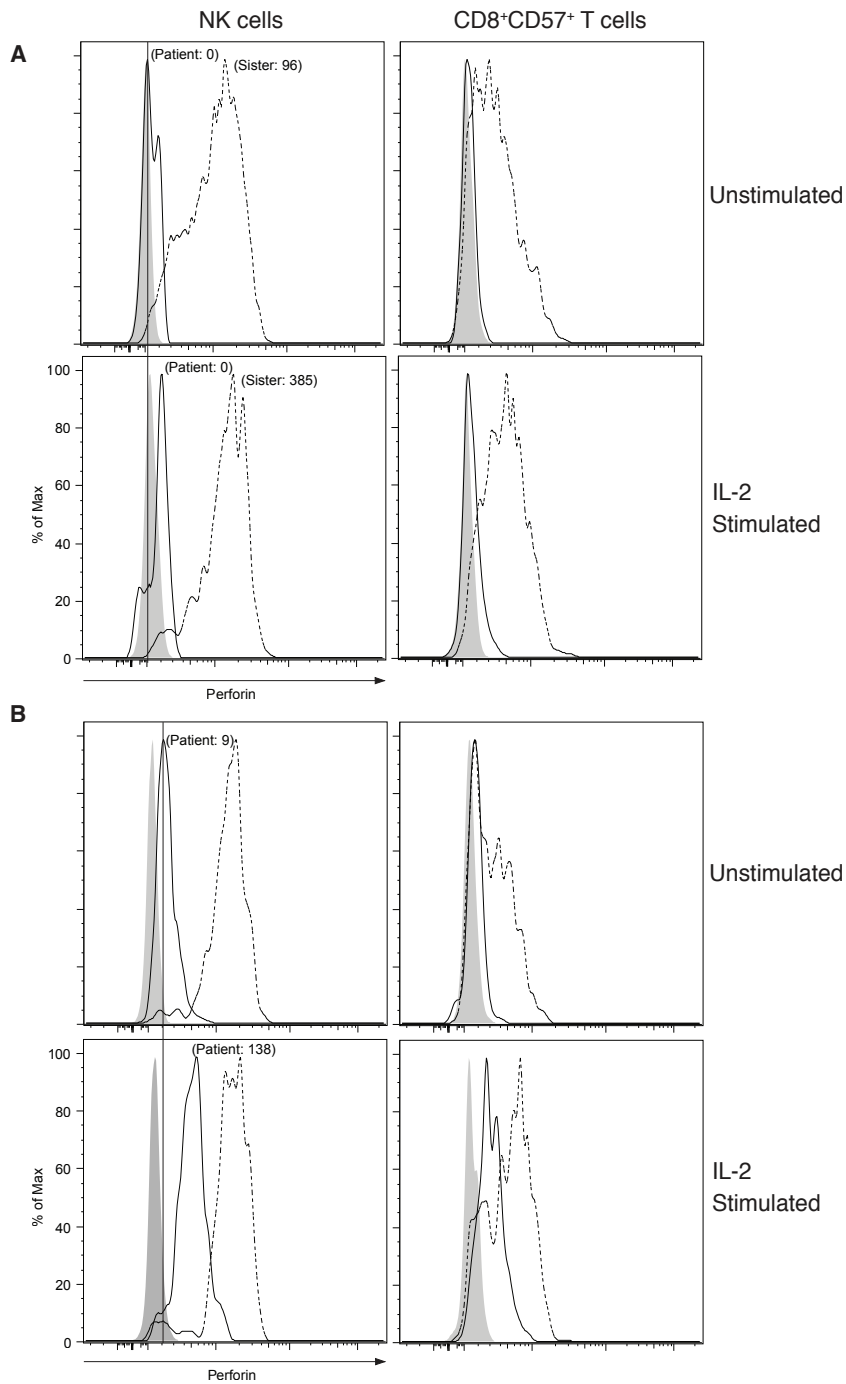 NK cells
CD8⁺CD57⁺ T cells
A
(Patient: 0)
(Sister: 96)
Unstimulated
(Patient: 0)
(Sister: 385)
100
80
60
40
20
0
% of Max
IL-2
Stimulated
Perforin
B
(Patient: 9)
Unstimulated
(Patient: 138)
100
80
60
40
20
0
% of Max
IL-2
Stimulated
Perforin